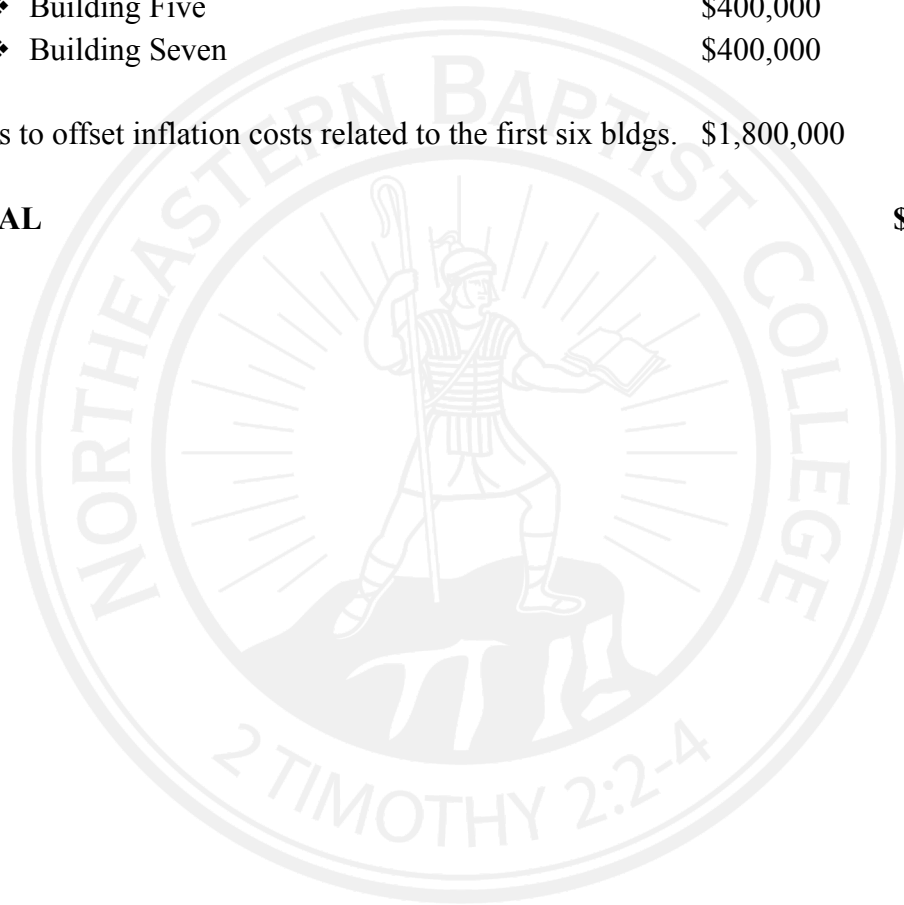 ❖ Building Five $400,000
❖ Building Seven $400,000
s to offset inflation costs related to the first six bldgs. $1,800,000
AL $
NORTHEASTERN BAPTIST COLLEGE
2 TIMOTHY 2:2-4